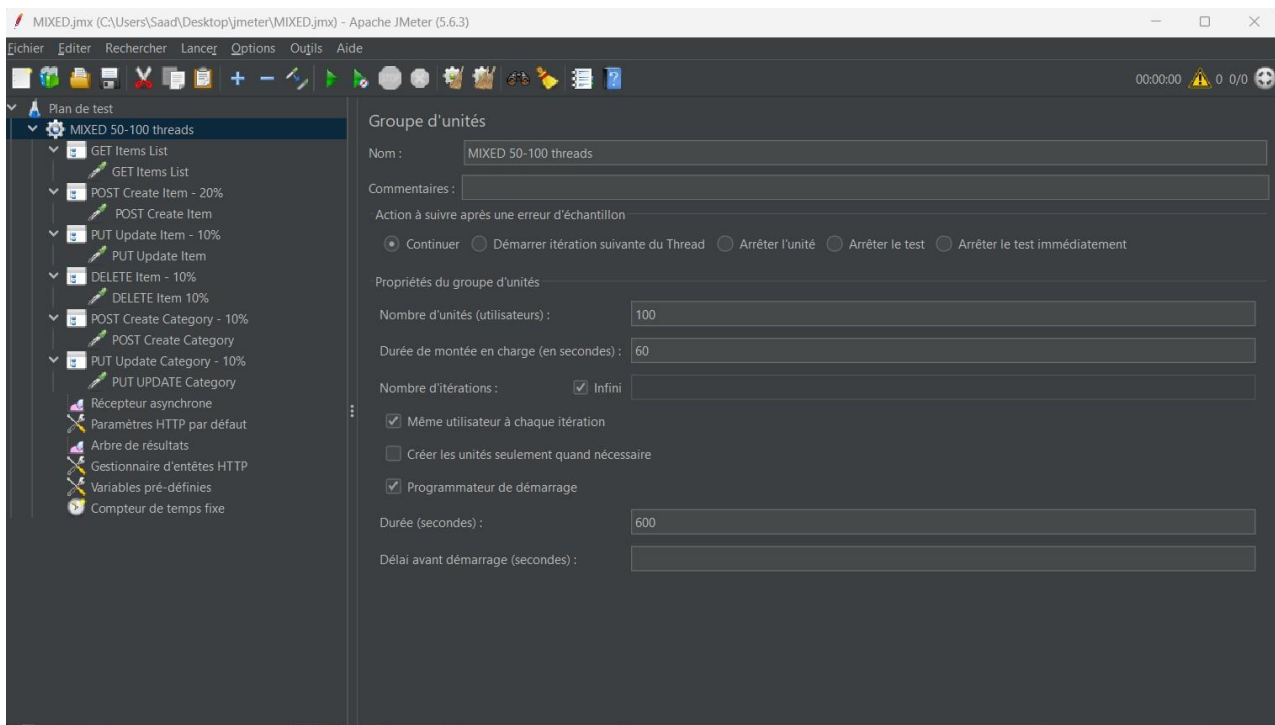 MIXED.jmx (C:\Users\Saad\Desktop\jmeter\MIXED.jmx) - Apache JMeter (5.6.3)
Fichier Editer Rechercher Lancer Options Outils Aide
00:00:00 0 0/0
Plan de test
MIXED 50-100 threads
GET Items List
GET Items List
POST Create Item - 20%
POST Create Item
PUT Update Item - 10%
PUT Update Item
DELETE Item - 10%
DELETE Item 10%
POST Create Category - 10%
POST Create Category
PUT Update Category - 10%
PUT UPDATE Category
Récepteur asynchrone
Paramètres HTTP par défaut
Arbre de résultats
Gestionnaire d'entêtes HTTP
Variables pré-définies
Compteur de temps fixe
Groupe d'unités
Nom : MIXED 50-100 threads
Commentaires :
Action à suivre après une erreur d'échantillon
Continuer Démarrer itération suivante du Thread Arrêter l'unité Arrêter le test Arrêter le test immédiatement
Propriétés du groupe d'unités
Nombre d'unités (utilisateurs) : 100
Durée de montée en charge (en secondes) : 60
Nombre d'itérations : Infini
Même utilisateur à chaque itération
Créer les unités seulement quand nécessaire
Programmateur de démarrage
Durée (secondes) : 600
Délai avant démarrage (secondes) :